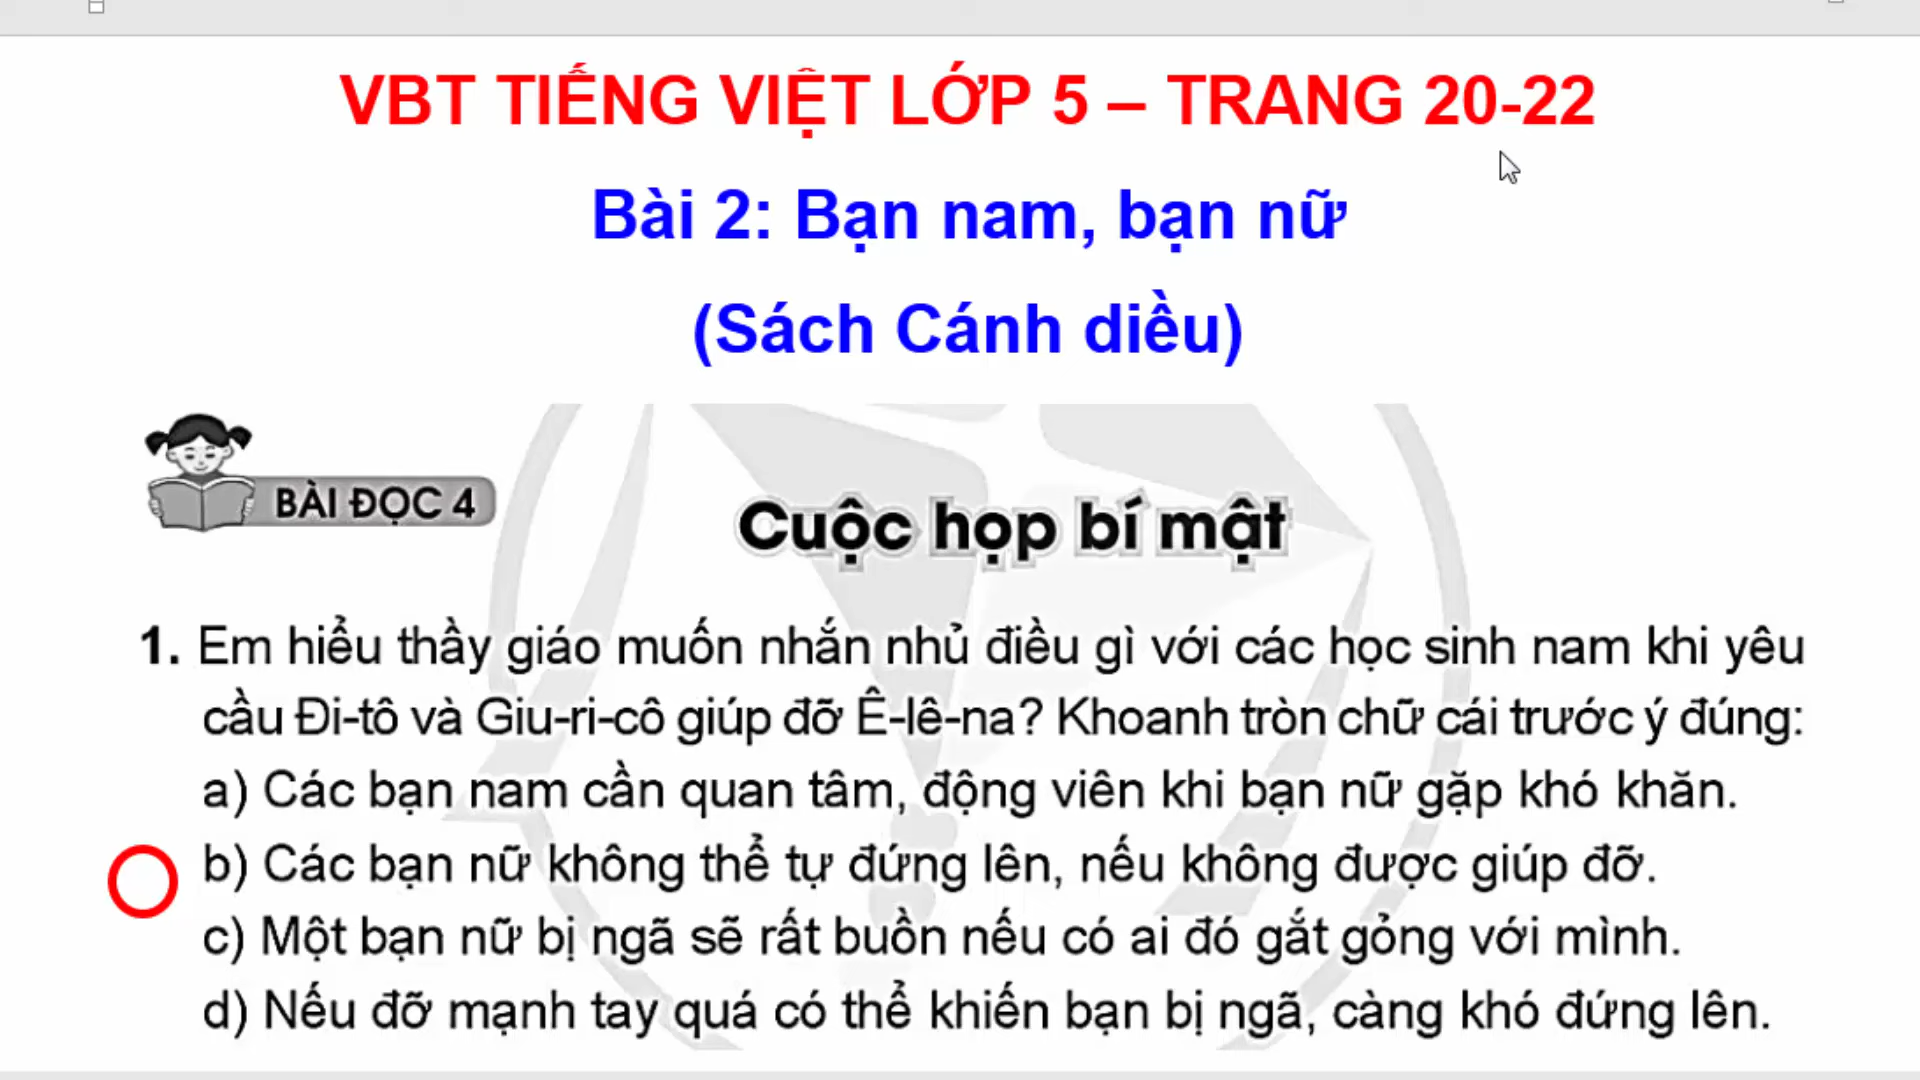 VBT TIẾNG VIỆT LỚP 5 – TRANG 20-22
Bài 2: Bạn nam, bạn nữ
(Sách Cánh diều)
BÀI ĐỌC 4
Cuộc họp bí mật
1. Em hiểu thầy giáo muốn nhắn nhủ điều gì với các học sinh nam khi yêu
cầu Đi-tô và Giu-ri-cô giúp đỡ Ê-lê-na? Khoanh tròn chữ cái trước ý đúng:
a) Các bạn nam cần quan tâm, động viên khi bạn nữ gặp khó khăn.
b) Các bạn nữ không thể tự đứng lên, nếu không được giúp đỡ.
c) Một bạn nữ bị ngã sẽ rất buồn nếu có ai đó gắt gỏng với mình.
d) Nếu đỡ mạnh tay quá có thể khiến bạn bị ngã, càng khó đứng lên.